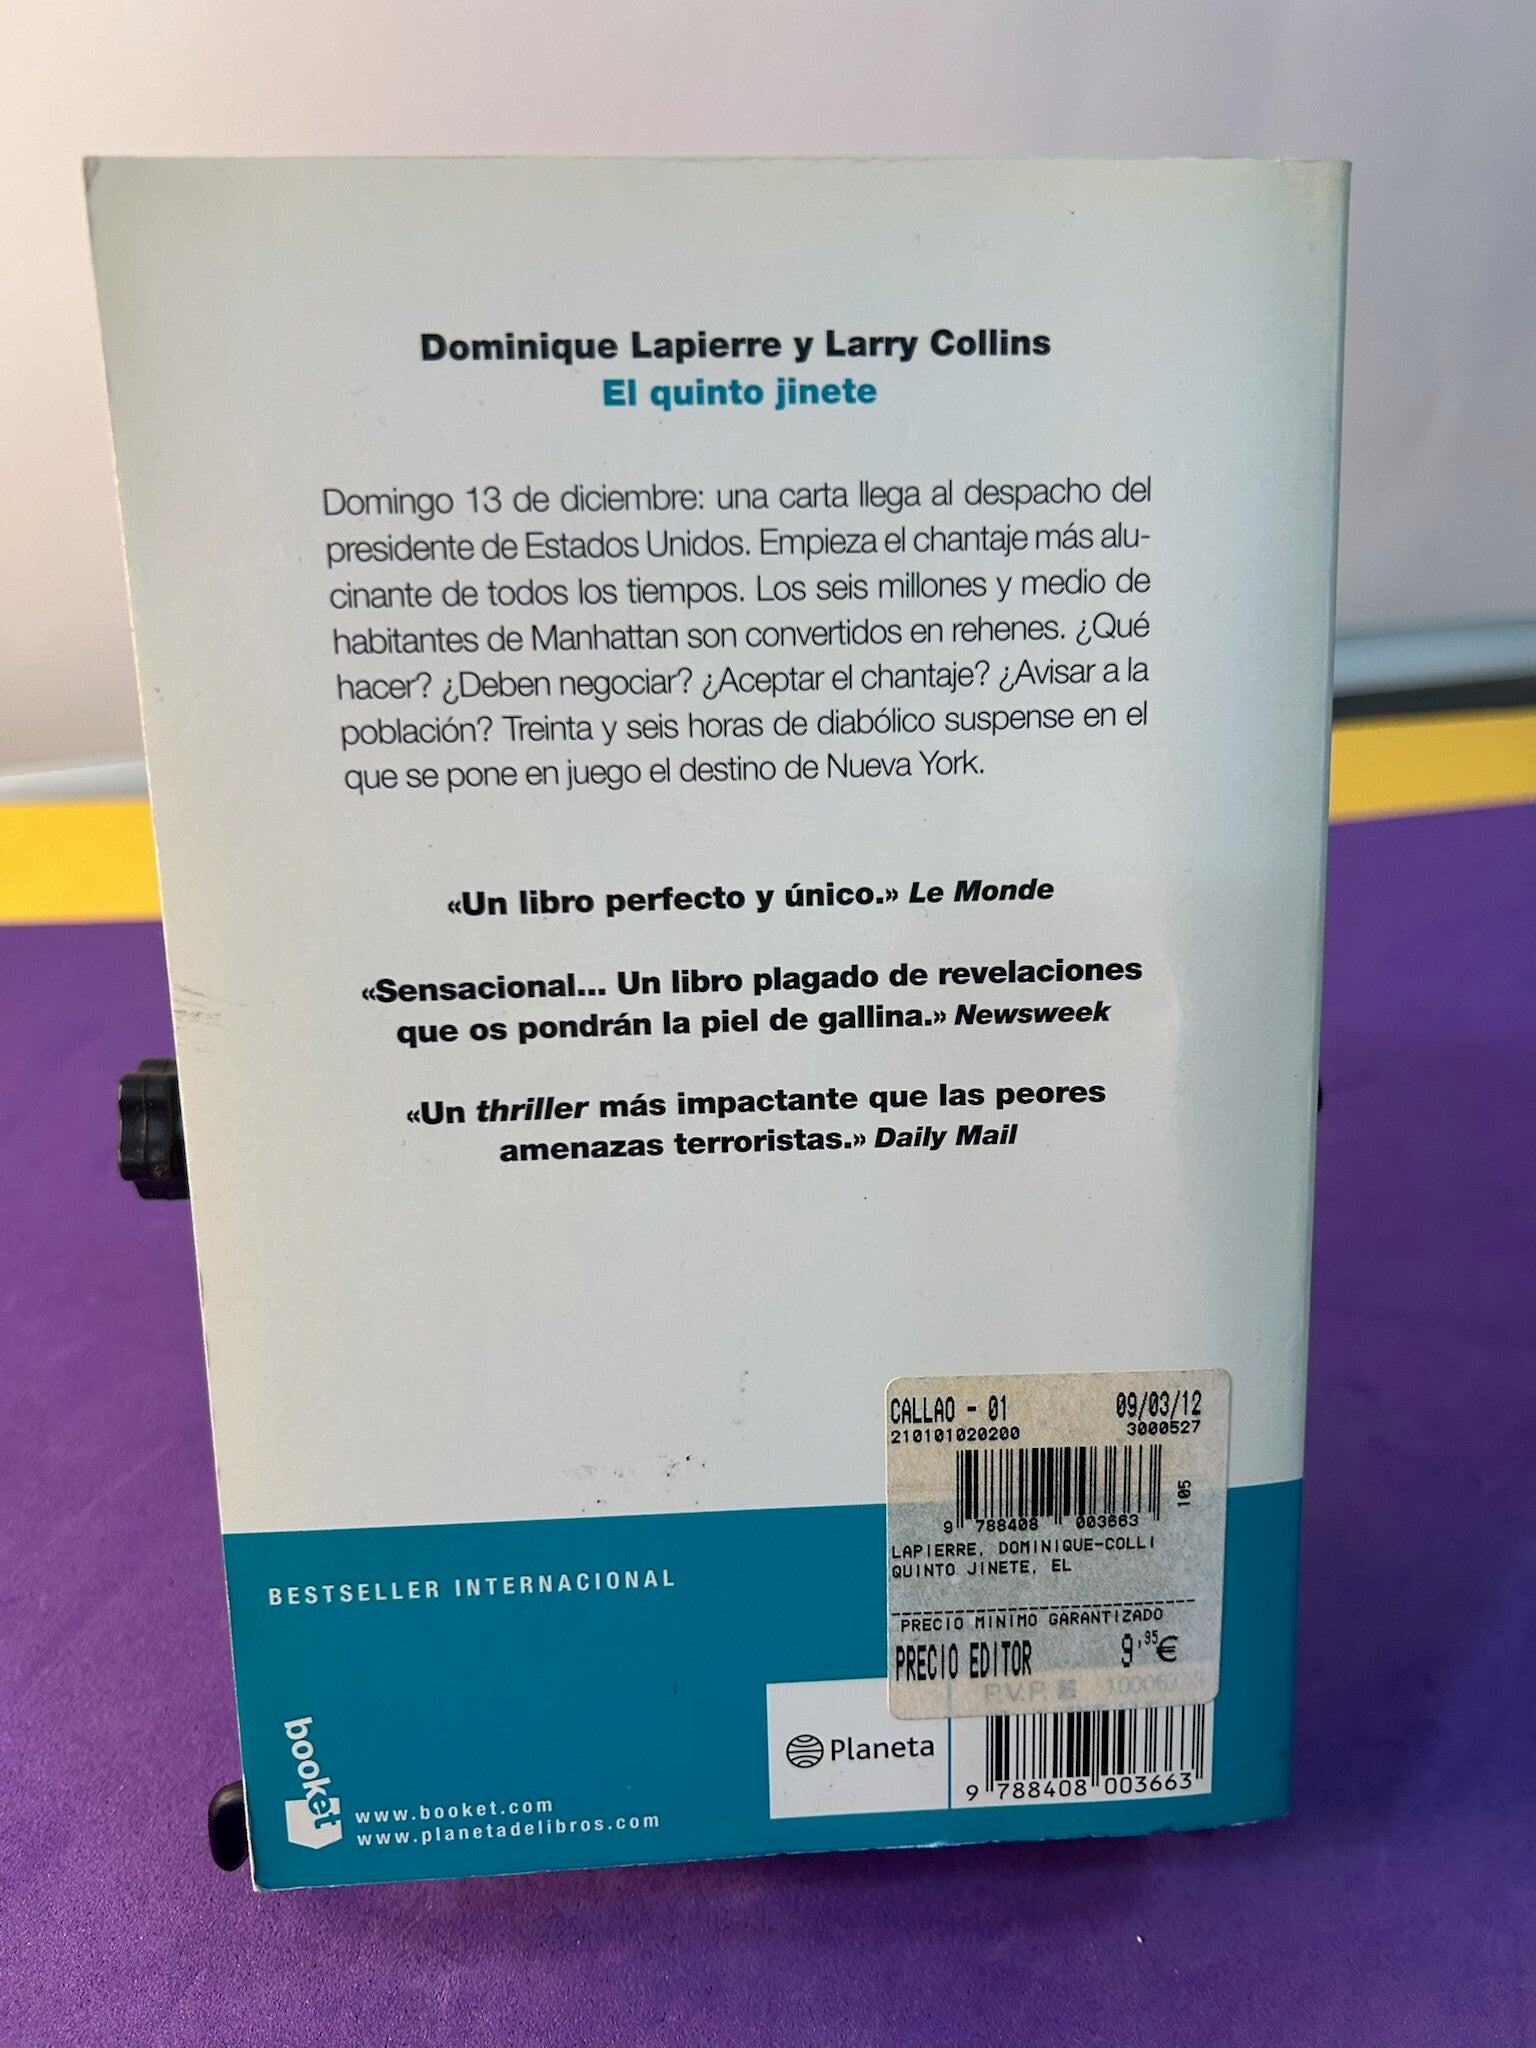 Dominique Lapierre y Larry Collins
El quinto jinete
Domingo 13 de diciembre: una carta llega al despacho del
presidente de Estados Unidos. Empieza el chantaje más alu-
cinante de todos los tiempos. Los seis millones y medio de
habitantes de Manhattan son convertidos en rehenes. ¿Qué
hacer? ¿Deben negociar? ¿Aceptar el chantaje? ¿Avisar a la
población? Treinta y seis horas de diabólico suspense en el
que se pone en juego el destino de Nueva York.
«Un libro perfecto y único.» Le Monde
«Sensacional... Un libro plagado de revelaciones
que os pondrán la piel de gallina.» Newsweek
«Un thriller más impactante que las peores
amenazas terroristas.» Daily Mail
CALLAO - 01 09/03/12
210101020200 3000527
105
9 788408 003663
LAPIERRE, DOMINIQUE-COLLI
QUINTO JINETE, EL
PRECIO MINIMO GARANTIZADO
PRECIO EDITOR 9,95€
BESTSELLER INTERNACIONAL
P.V.P.
Planeta
9 788408 003663
booket
www.booket.com
www.planetadelibros.com